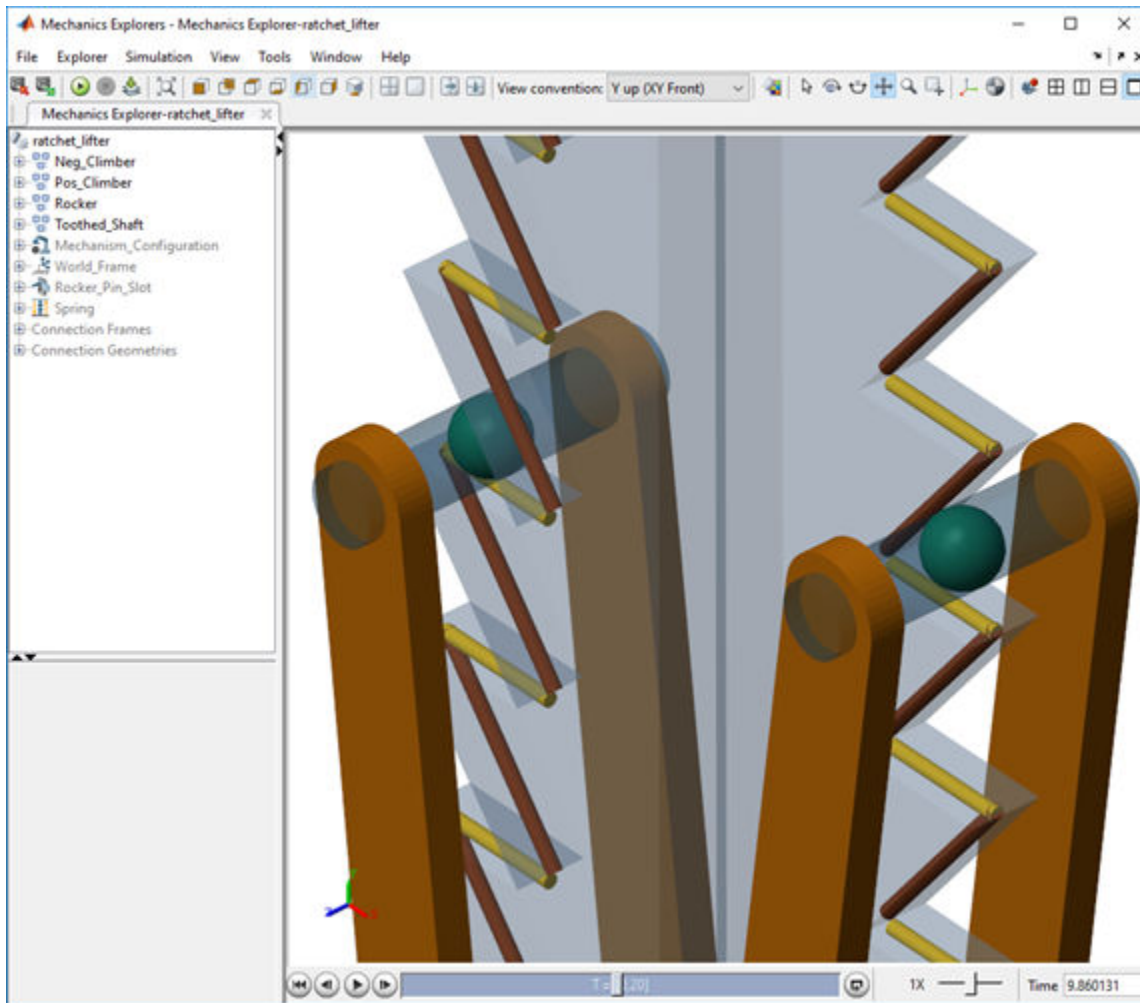 Mechanics Explorers - Mechanics Explorer-ratchet_lifter
File Explorer Simulation View Tools Window Help
View convention: Y up (XY Front)
Mechanics Explorer-ratchet_lifter
ratchet_lifter
Neg_Climber
Pos_Climber
Rocker
Toothed_Shaft
Mechanism_Configuration
World_Frame
Rocker_Pin_Slot
Spring
Connection Frames
Connection Geometries
1X Time 9.860131